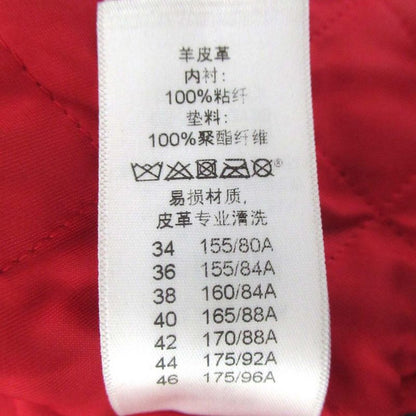 羊皮革
内衬:
100%粘纤
垫料:
100%聚酯纤维
®
易损材质,
皮革专业清洗
34 155/80A
36 155/84A
38 160/84A
40 165/88A
42 170/88A
44 175/92A
46 175/96A